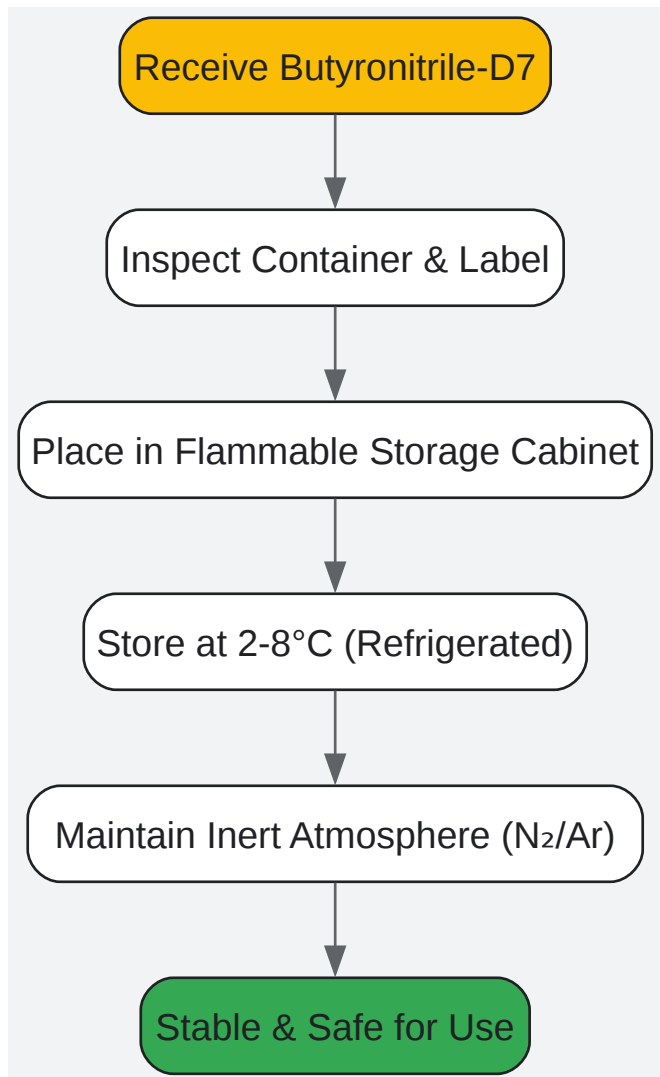 Receive Butyronitrile-D7
Inspect Container & Label
Place in Flammable Storage Cabinet
Store at 2-8°C (Refrigerated)
Maintain Inert Atmosphere (N₂/Ar)
Stable & Safe for Use